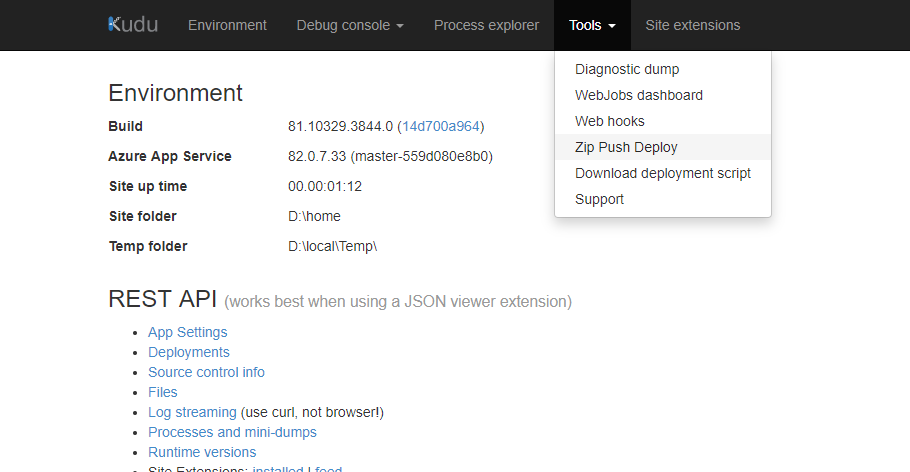 Kudu Environment Debug console Process explorer Tools Site extensions
Diagnostic dump
WebJobs dashboard
Web hooks
Zip Push Deploy
Download deployment script
Support
Environment
Build 81.10329.3844.0 (14d700a964)
Azure App Service 82.0.7.33 (master-559d080e8b0)
Site up time 00.00:01:12
Site folder D:\home
Temp folder D:\local\Temp\
REST API (works best when using a JSON viewer extension)
• App Settings
• Deployments
• Source control info
• Files
• Log streaming (use curl, not browser!)
• Processes and mini-dumps
• Runtime versions
• Site Extensions: installed | feed